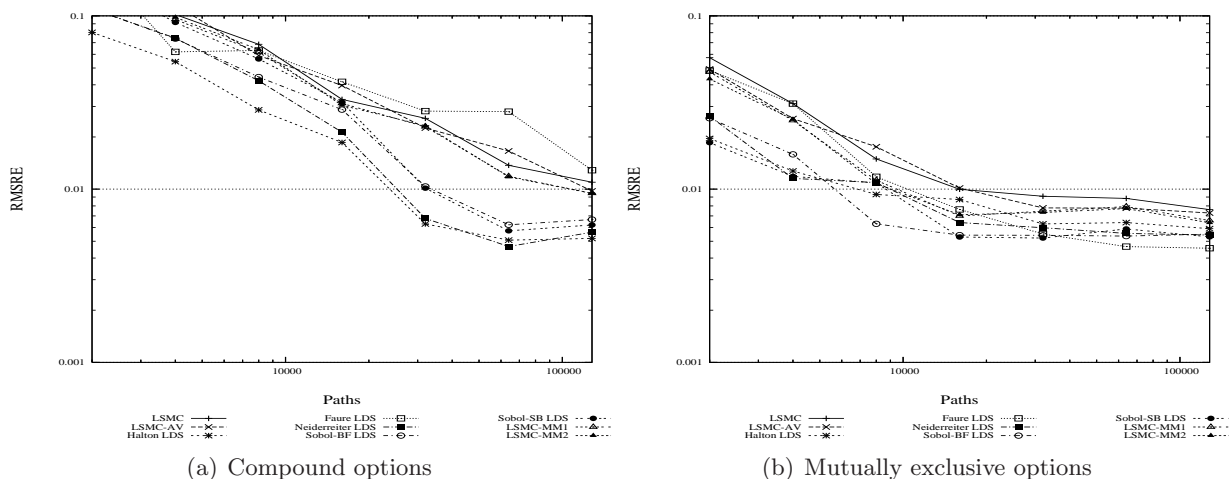 0.1
0.01
0.001
RMSRE
10000
100000
Paths
LSMC
LSMC-AV
Halton LDS
Faure LDS
Neiderreiter LDS
Sobol-BF LDS
Sobol-SB LDS
LSMC-MM1
LSMC-MM2
(a) Compound options
0.1
0.01
0.001
RMSRE
10000
100000
Paths
LSMC
LSMC-AV
Halton LDS
Faure LDS
Neiderreiter LDS
Sobol-BF LDS
Sobol-SB LDS
LSMC-MM1
LSMC-MM2
(b) Mutually exclusive options